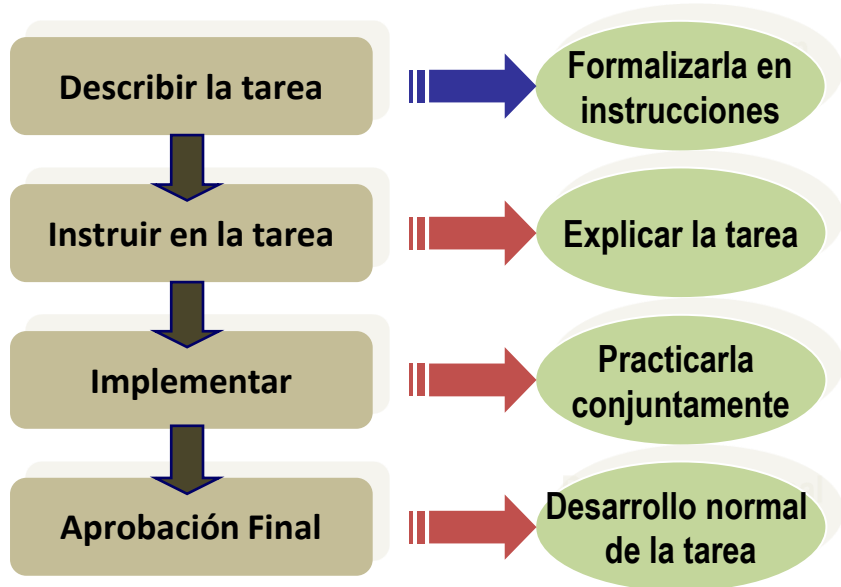 Describir la tarea
Formalizarla en
instrucciones
Instruir en la tarea
Explicar la tarea
Implementar
Practicarla
conjuntamente
Aprobación Final
Desarrollo normal
de la tarea